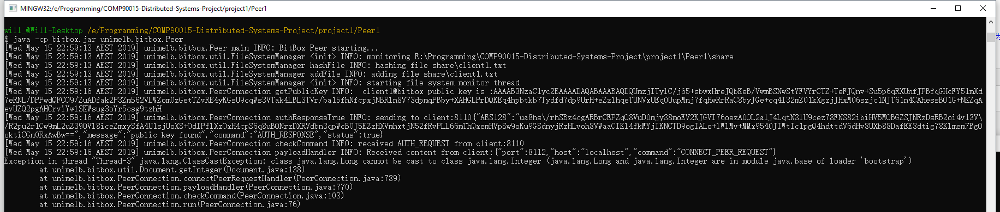 MINGW32:/e/Programming/COMP90015-Distributed-Systems-Project/project1/Peer1
will_@Will-Desktop /e/Programming/COMP90015-Distributed-Systems-Project/project1/Peer1
$ java -cp bitbox.jar unimelb.bitbox.Peer
[Wed May 15 22:59:13 AEST 2019] unimelb.bitbox.Peer main INFO: BitBox Peer starting...
[Wed May 15 22:59:13 AEST 2019] unimelb.bitbox.util.FileSystemManager <init> INFO: monitoring E:\Programming\COMP90015-Distributed-Systems-Project\project1\Peer1\share
[Wed May 15 22:59:13 AEST 2019] unimelb.bitbox.util.FileSystemManager hashFile INFO: hashing file share\client1.txt
[Wed May 15 22:59:13 AEST 2019] unimelb.bitbox.util.FileSystemManager addFile INFO: adding file share\client1.txt
[Wed May 15 22:59:13 AEST 2019] unimelb.bitbox.util.FileSystemManager <init> INFO: starting file system monitor thread
[Wed May 15 22:59:16 AEST 2019] unimelb.bitbox.PeerConnection getPublicKey INFO:  client1@bitbox public key is :AAAAB3NzaC1yc2EAAAADAQABAAABAQDQUmzjITy1C/j65+sbwxHreJQbKeB/VwmBSNwStYFVYrCTZ+TeFJQnv+Su5p6qRXUnfJPBfqGHcFY51mXd
7eRNL/DPPwdQFCO9/ZuADfak2P3Zm562VLWZom0zGetTZvRE4yKGsU9cqWs3VTak4LBL3TVr/ba15fhNfcpxjNBR1n8V73dpmqPBby+XAHGLPrDQKEq4hpbtkb7Tydfd7dp9UrH+eZzlhqeTUNVxUEq0UupMnj7fqHwRrRaC8byJGe+cq4I32mZ01kXgzjJHxM06szjc1NJT61n4CAhessBO1G+NKZqA
evUZQ2pgAHCrviYw1SKWsug3oYr5csg9tzhH
[Wed May 15 22:59:16 AEST 2019] unimelb.bitbox.PeerConnection authResponseTrue INFO: sending to client:8110{"AES128":"ua8hs\/rhSBz4cgARBrCEPZqO8VuD0mjy38moEV2KJGVI76oezA0OL2a1J4LqtN31U9cez78FNS82ibiHV5MOBGZSJNRzDsRB2oi4v13V\
/R2pu2r1Cw9mL2uZ39OV18iceZmxySfA4U1sjUoXS+OdIPf1XzOxH4cpS6q8uBONrzDXRVdbn3qpWcB0J5EZzHXVmhxtjN52fRvPLL66mThQxemHVpSw9oKu9GSdnyjRzHLvoh8VWaaCIK14fkMYjIKNCTD9ogIALo+1W1Mv+MMx954OJIWtIc1pgQ4hdttdV6dHv8UXb88DafEE3dtig78K1mem7BgO
oktiCGnORxAwBw==","message":"public key found","command":"AUTH_RESPONSE","status":true}
[Wed May 15 22:59:16 AEST 2019] unimelb.bitbox.PeerConnection checkCommand INFO: received AUTH_REQUEST from client:8110
[Wed May 15 22:59:16 AEST 2019] unimelb.bitbox.PeerConnection payloadHandler INFO: Received content from client:{"port":8112,"host":"localhost","command":"CONNECT_PEER_REQUEST"}
Exception in thread "Thread-3" java.lang.ClassCastException: class java.lang.Long cannot be cast to class java.lang.Integer (java.lang.Long and java.lang.Integer are in module java.base of loader 'bootstrap')
        at unimelb.bitbox.util.Document.getInteger(Document.java:138)
        at unimelb.bitbox.PeerConnection.connectPeerRequestHandler(PeerConnection.java:789)
        at unimelb.bitbox.PeerConnection.payloadHandler(PeerConnection.java:770)
        at unimelb.bitbox.PeerConnection.checkCommand(PeerConnection.java:103)
        at unimelb.bitbox.PeerConnection.run(PeerConnection.java:76)